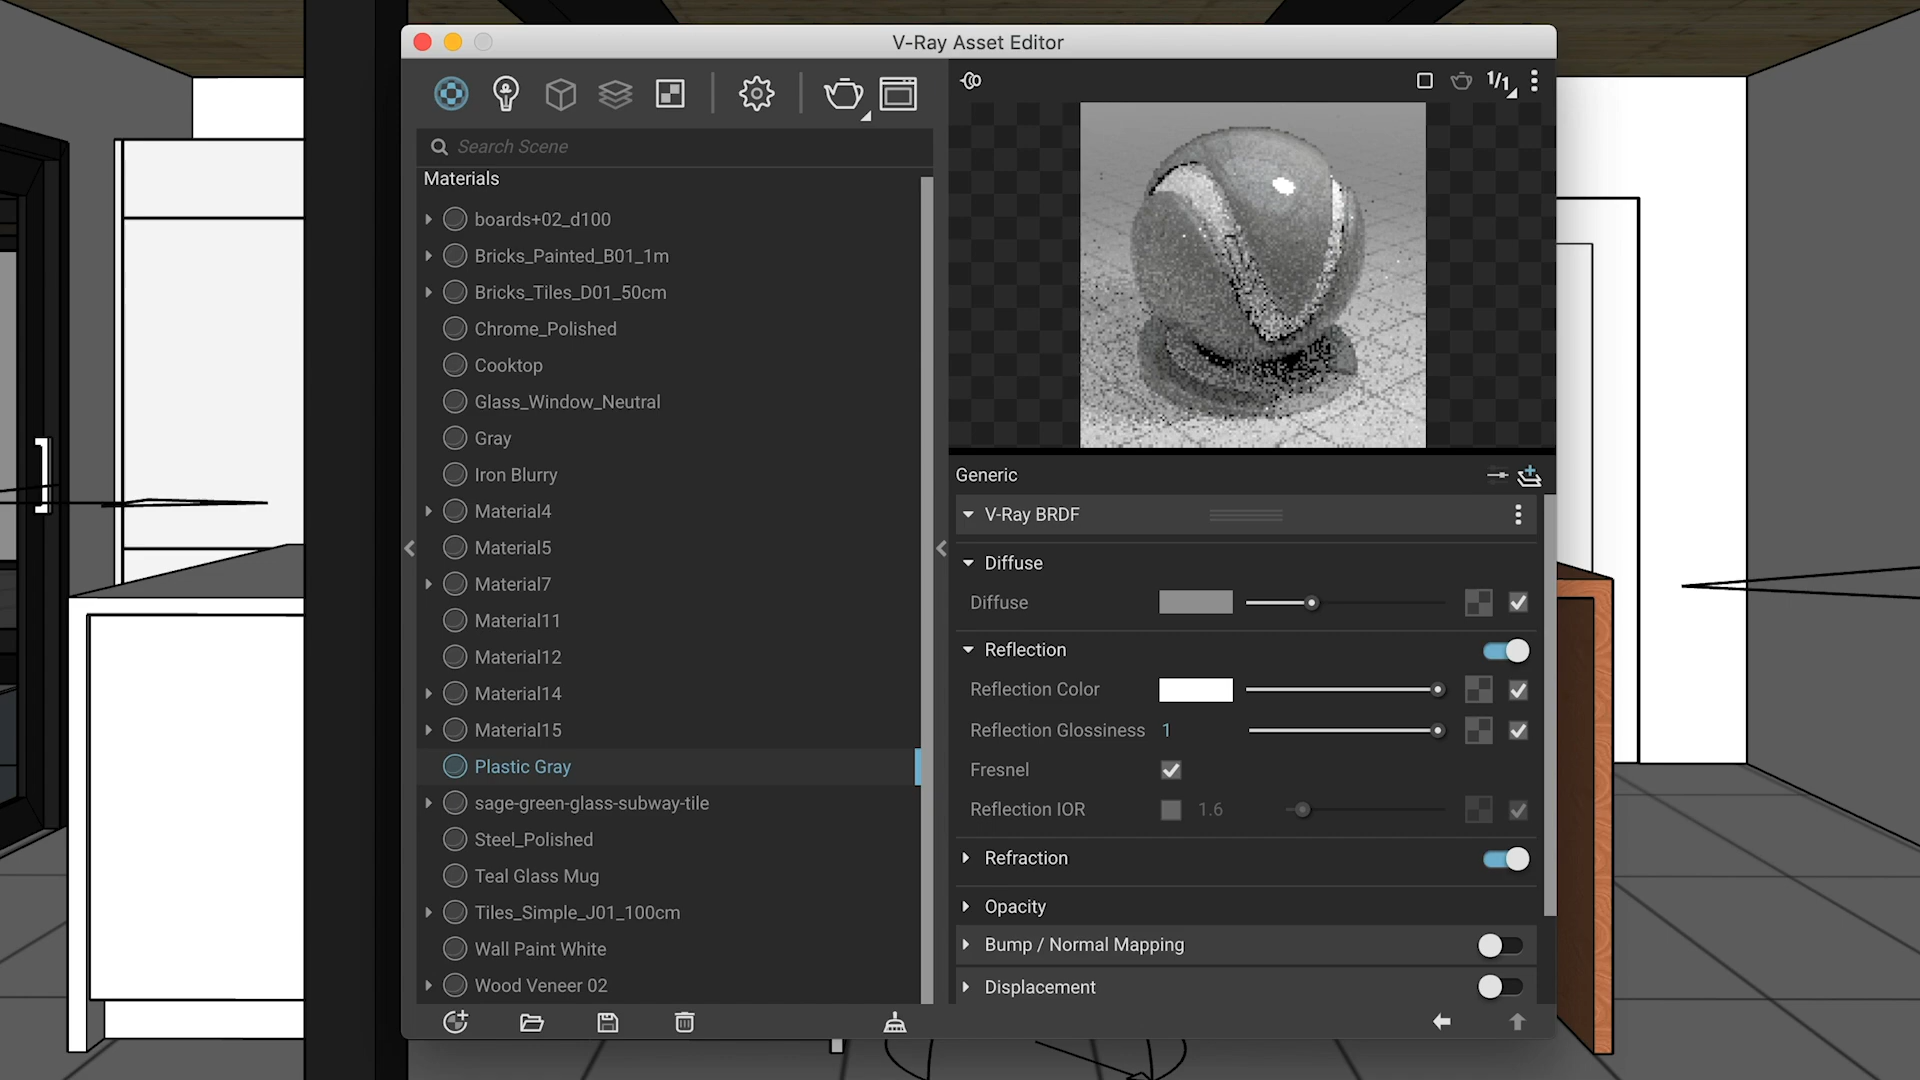 V-Ray Asset Editor
1/1
Search Scene
Materials
boards+02_d100
Bricks_Painted_B01_1m
Bricks_Tiles_D01_50cm
Chrome_Polished
Cooktop
Glass_Window_Neutral
Gray
Iron Blurry
Material4
Material5
Material7
Material11
Material12
Material14
Material15
Plastic Gray
sage-green-glass-subway-tile
Steel_Polished
Teal Glass Mug
Tiles_Simple_J01_100cm
Wall Paint White
Wood Veneer 02
Generic
V-Ray BRDF
Diffuse
Diffuse
Reflection
Reflection Color
Reflection Glossiness 1
Fresnel
Reflection IOR 1.6
Refraction
Opacity
Bump / Normal Mapping
Displacement